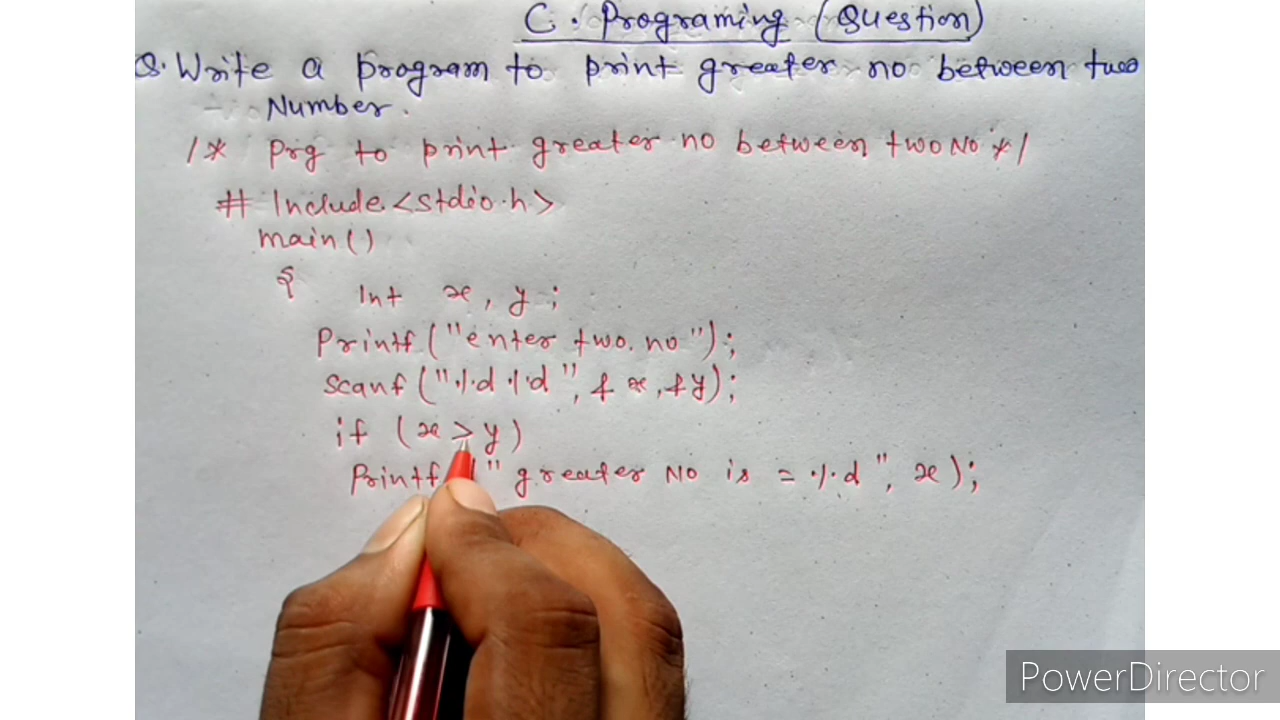 C. Programing (Question)
Q. Write a program to print greater no between two
Number.
/* Prg to print greater no between two No */
# Include <stdio.h>
main()
{ Int x, y ;
Printf ("enter two. no");
Scanf ("%d %d", & x, & y);
if (x > y)
Printf " greater No is = %d ", x);
PowerDirector